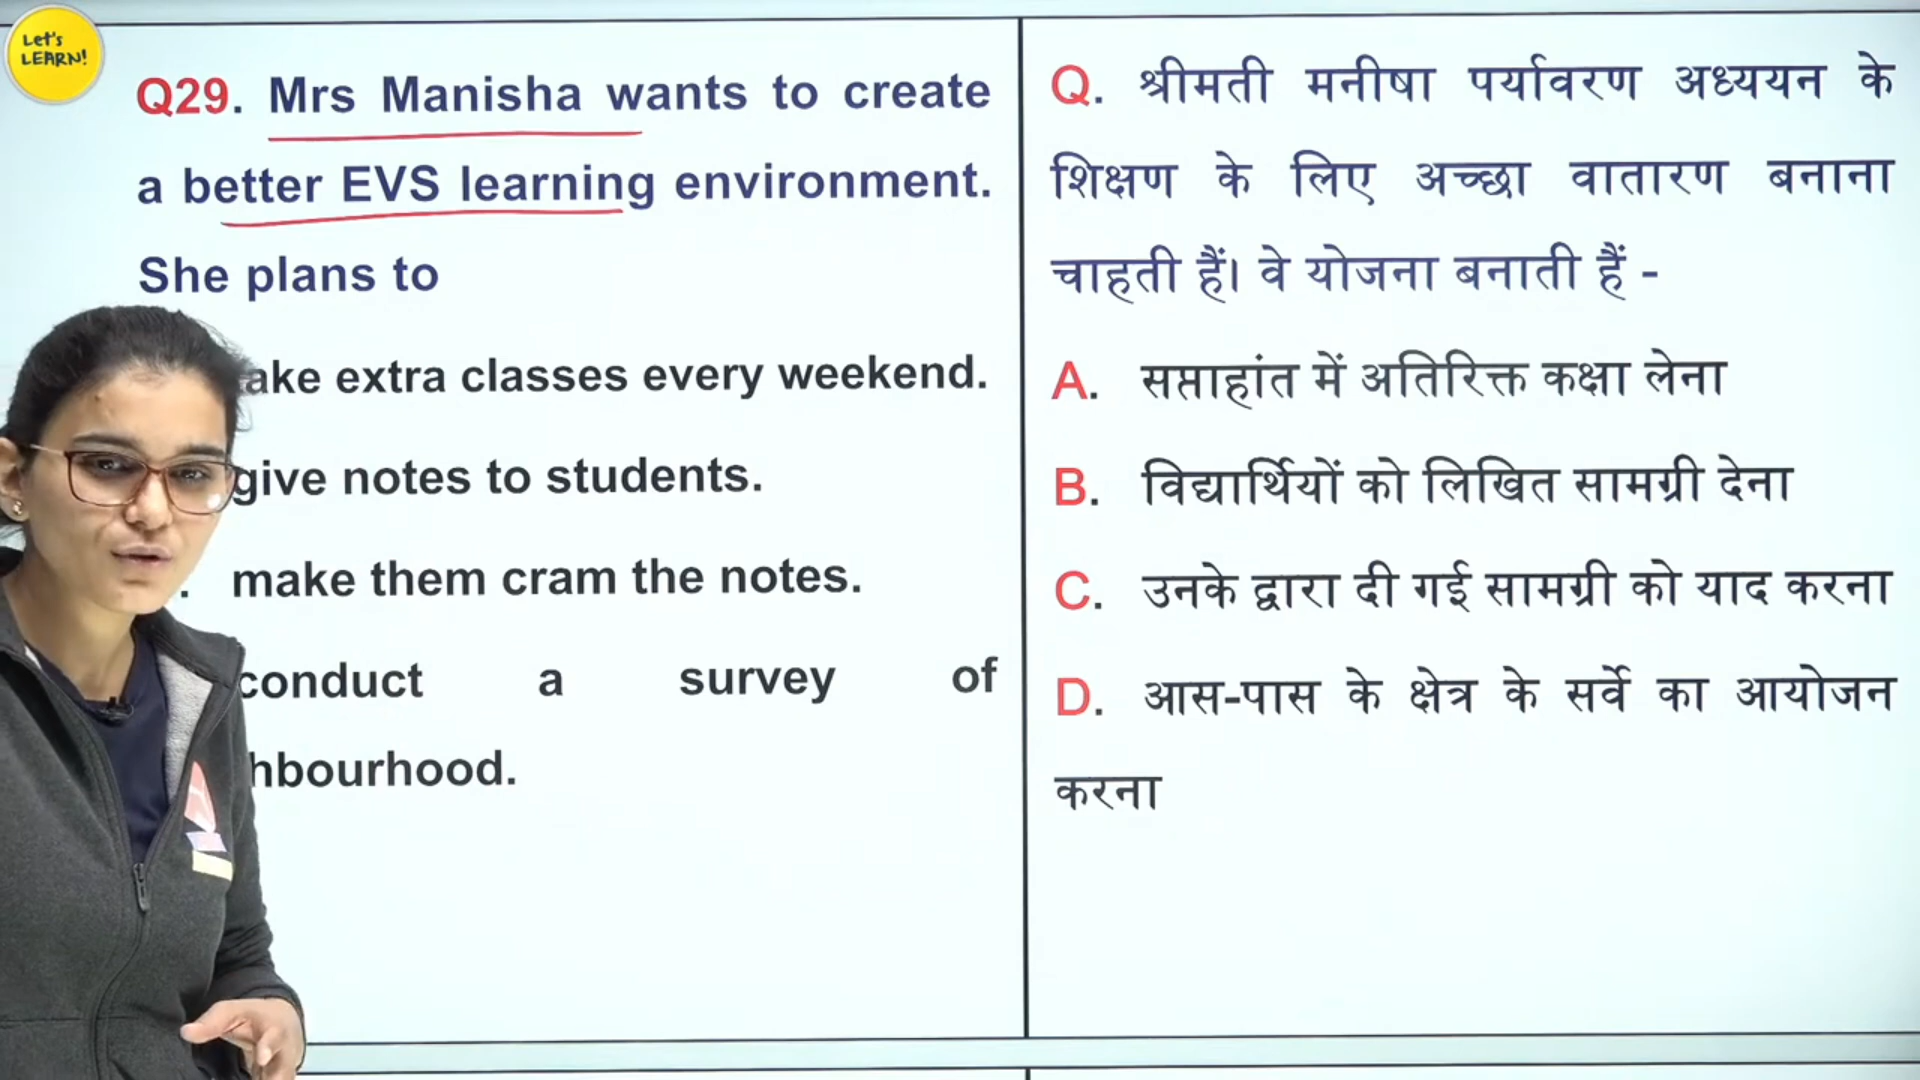 Let's
LEARN!
Q29. Mrs Manisha wants to create
a better EVS learning environment.
She plans to
extra classes every weekend.
give notes to students.
make them cram the notes.
conduct a survey of
Q. श्रीमती मनीषा पर्यावरण अध्ययन के
शिक्षण के लिए अच्छा वातारण बनाना
चाहती हैं। वे योजना बनाती हैं -
A. सप्ताहांत में अतिरिक्त कक्षा लेना
B. विद्यार्थियों को लिखित सामग्री देना
C. उनके द्वारा दी गई सामग्री को याद करना
D. आस-पास के क्षेत्र के सर्वे का आयोजन
करना